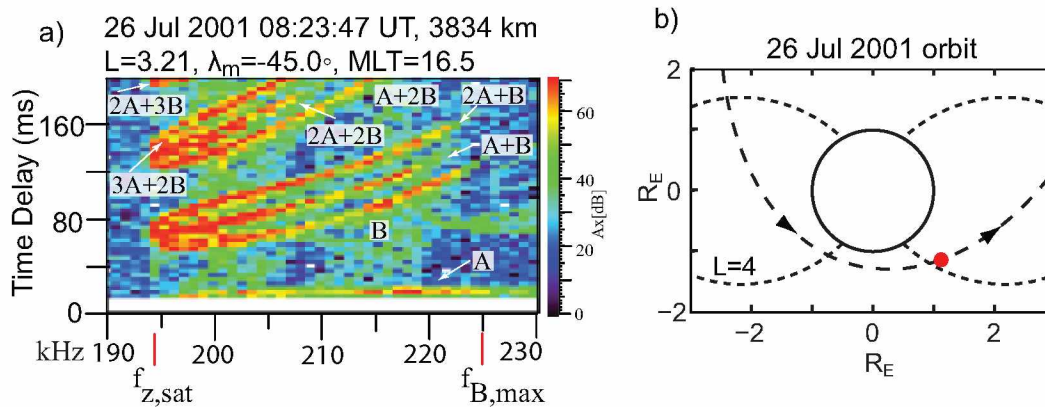 a)
26 Jul 2001 08:23:47 UT, 3834 km
L=3.21, λm=-45.0°, MLT=16.5
Time Delay (ms)
160
80
0
2A+3B
3A+2B
2A+2B
A+2B
2A+B
A+B
B
A
60
40
20
0
Ax[dB]
kHz
190
200
210
220
230
fz,sat
fB,max
b)
26 Jul 2001 orbit
RE
2
1
0
-1
-2
L=4
−2
0
2
RE